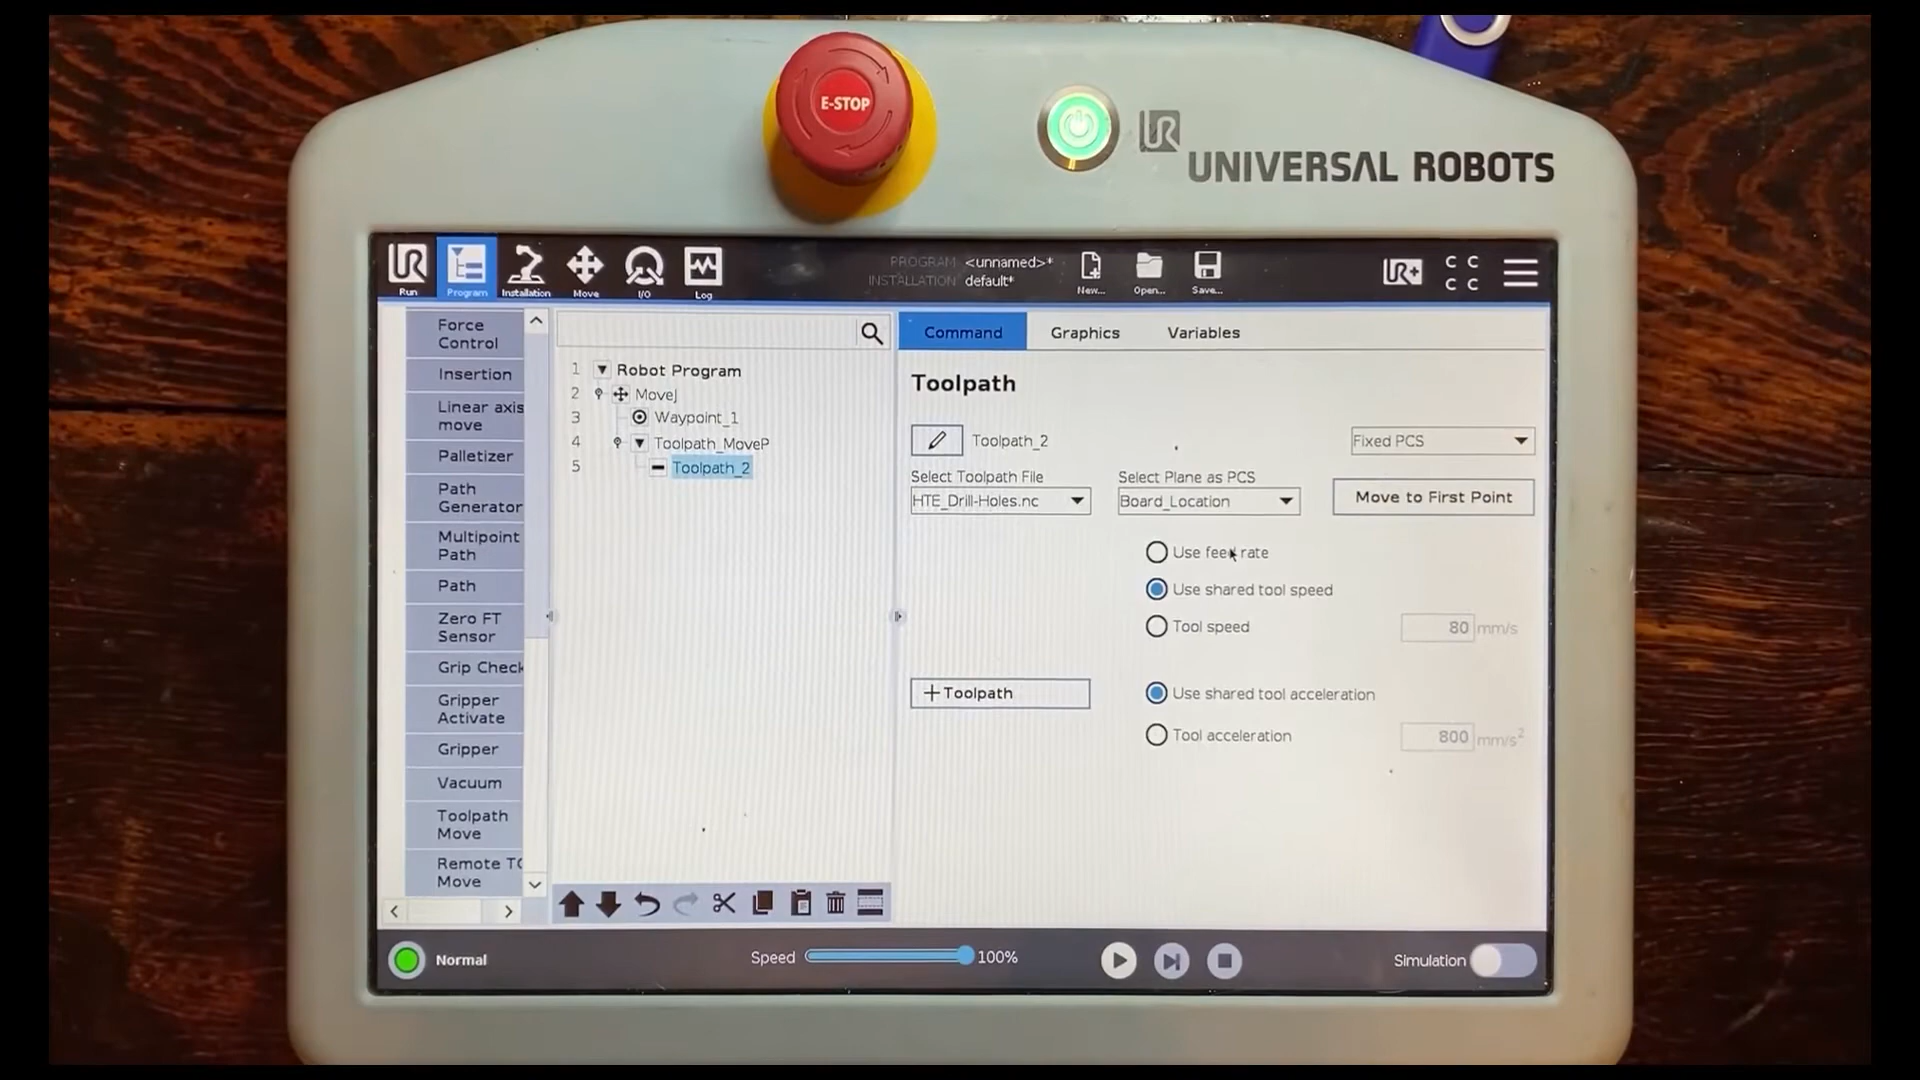 E-STOP
UR
UNIVERSAL ROBOTS
UR
Run
Program
Installation
Move
I/O
Log
PROGRAM <unnamed>*
INSTALLATION default*
New...
Open...
Save...
UR+
C C
C C
Force
Control
Insertion
Linear axis
move
Palletizer
Path
Generator
Multipoint
Path
Path
Zero FT
Sensor
Grip Check
Gripper
Activate
Gripper
Vacuum
Toolpath
Move
Remote TC
Move
1 Robot Program
2 MoveJ
3 Waypoint_1
4 Toolpath_MoveP
5 Toolpath_2
Command Graphics Variables
Toolpath
Toolpath_2
Fixed PCS
Select Toolpath File
HTE_Drill-Holes.nc
Select Plane as PCS
Board_Location
Move to First Point
Use feed rate
Use shared tool speed
Tool speed 80 mm/s
+Toolpath
Use shared tool acceleration
Tool acceleration 800 mm/s²
Normal
Speed 100%
Simulation